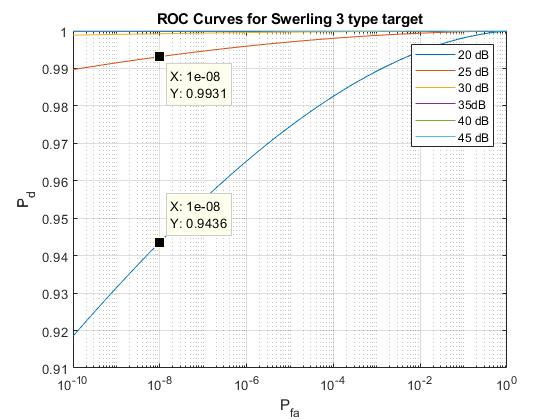 ROC Curves for Swerling 3 type target
1
0.99
0.98
0.97
0.96
0.95
0.94
0.93
0.92
0.91
P_d
X: 1e-08
Y: 0.9931
X: 1e-08
Y: 0.9436
20 dB
25 dB
30 dB
35dB
40 dB
45 dB
10^-10 10^-8 10^-6 10^-4 10^-2 10^0
P_fa